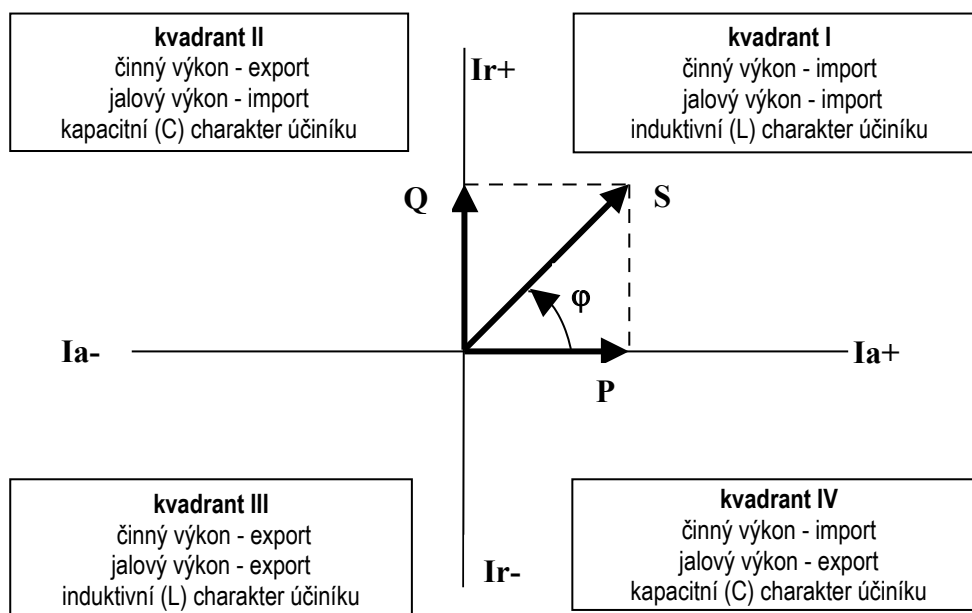 kvadrant II
činný výkon - export
jalový výkon - import
kapacitní (C) charakter účiníku
Ir+
kvadrant I
činný výkon - import
jalový výkon - import
induktivní (L) charakter účiníku
Q
S
φ
Ia-
Ia+
P
kvadrant III
činný výkon - export
jalový výkon - export
induktivní (L) charakter účiníku
Ir-
kvadrant IV
činný výkon - import
jalový výkon - export
kapacitní (C) charakter účiníku